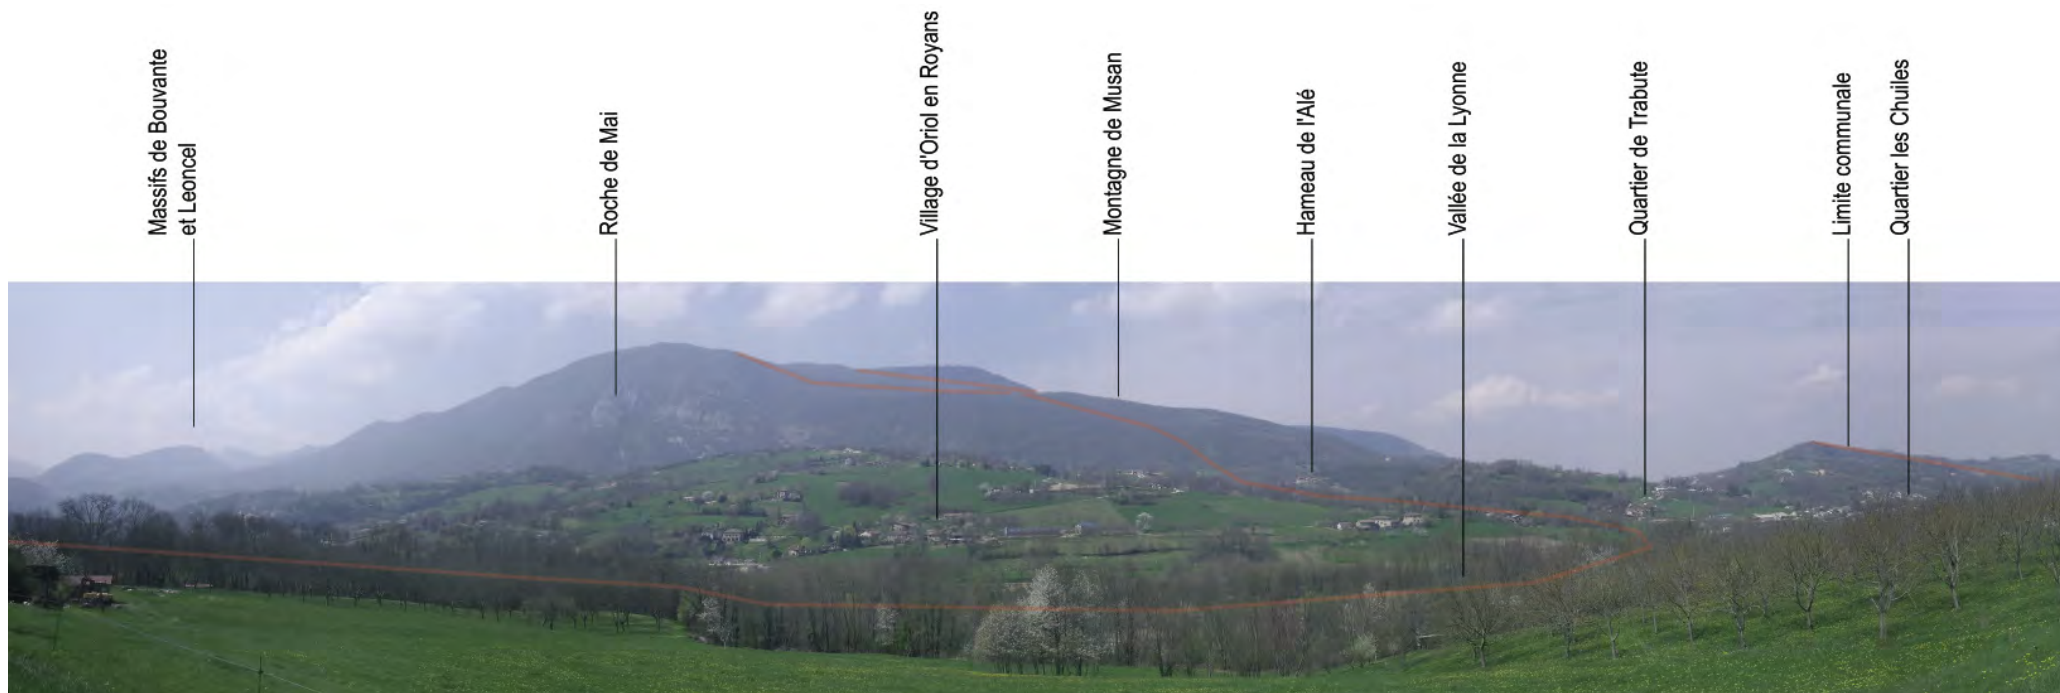 Massifs de Bouvante
et Leoncel
Roche de Mai
Village d'Oriol en Royans
Montagne de Musan
Hameau de l'Alé
Vallée de la Lyonne
Quartier de Trabute
Limite communale
Quartier les Chuiles